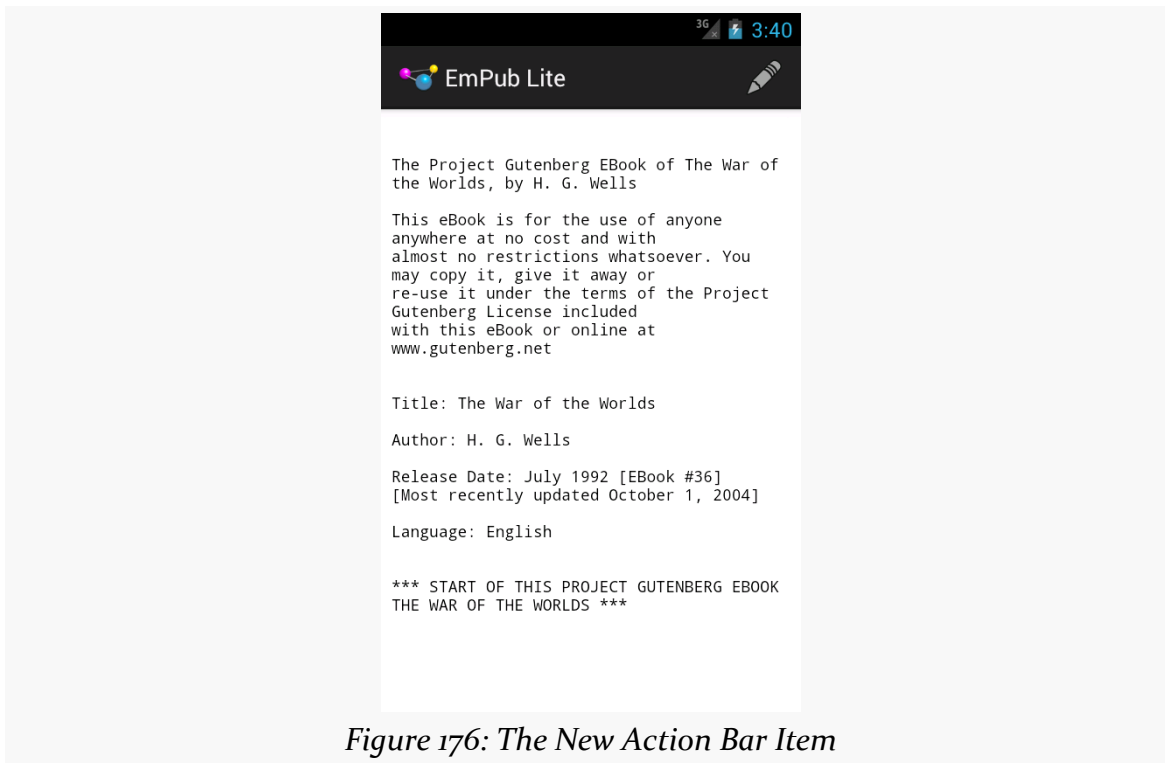 3G
3:40
EmPub Lite
The Project Gutenberg EBook of The War of
the Worlds, by H. G. Wells
This eBook is for the use of anyone
anywhere at no cost and with
almost no restrictions whatsoever. You
may copy it, give it away or
re-use it under the terms of the Project
Gutenberg License included
with this eBook or online at
www.gutenberg.net
Title: The War of the Worlds
Author: H. G. Wells
Release Date: July 1992 [EBook #36]
[Most recently updated October 1, 2004]
Language: English
*** START OF THIS PROJECT GUTENBERG EBOOK
THE WAR OF THE WORLDS ***
Figure 176: The New Action Bar Item